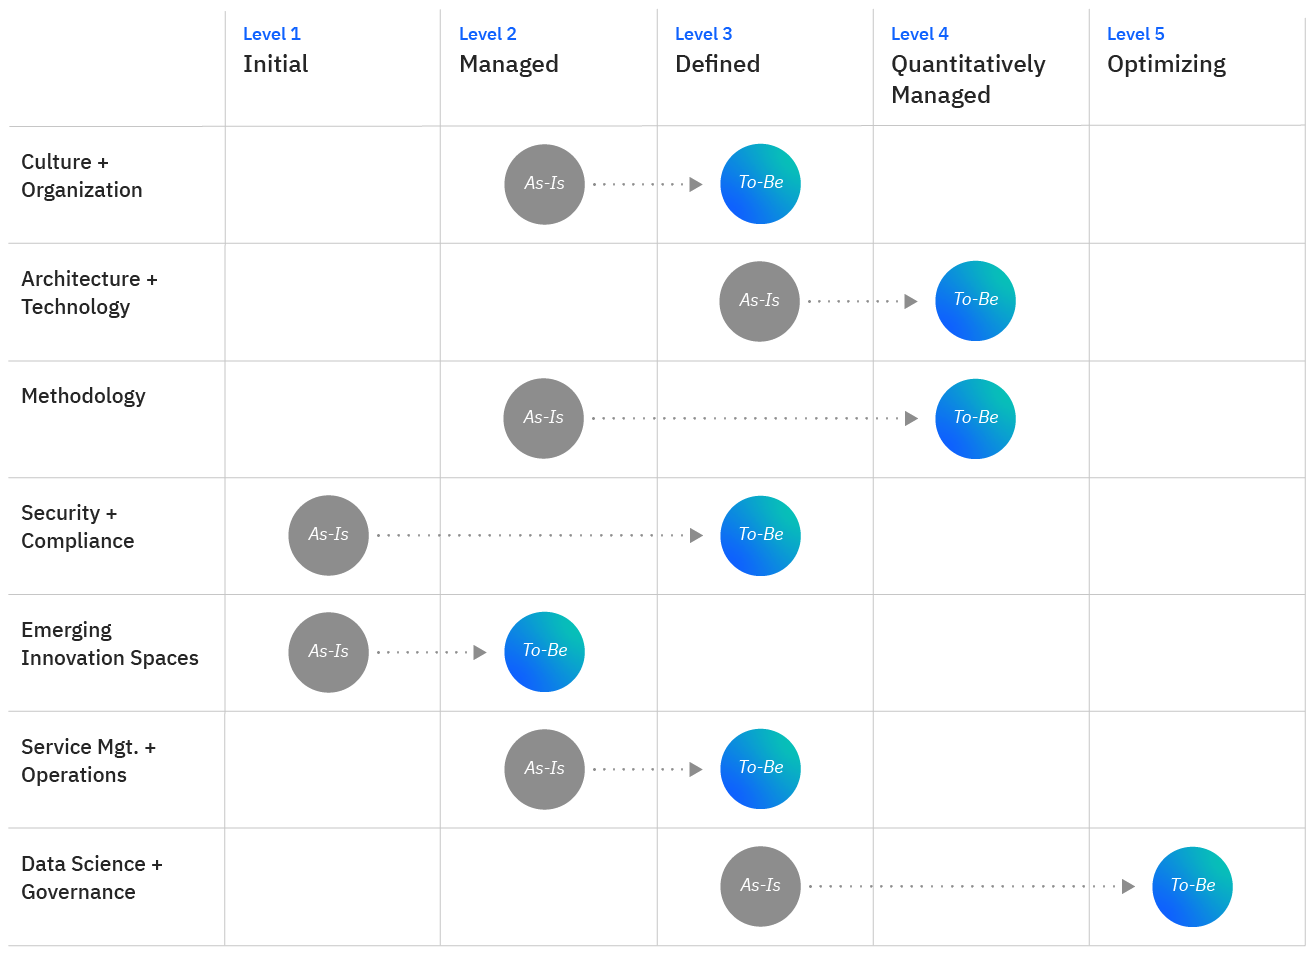 Level 1
Initial
Level 2
Managed
Level 3
Defined
Level 4
Quantitatively
Managed
Level 5
Optimizing
Culture +
Organization
As-Is
To-Be
Architecture +
Technology
As-Is
To-Be
Methodology
As-Is
To-Be
Security +
Compliance
As-Is
To-Be
Emerging
Innovation Spaces
As-Is
To-Be
Service Mgt. +
Operations
As-Is
To-Be
Data Science +
Governance
As-Is
To-Be